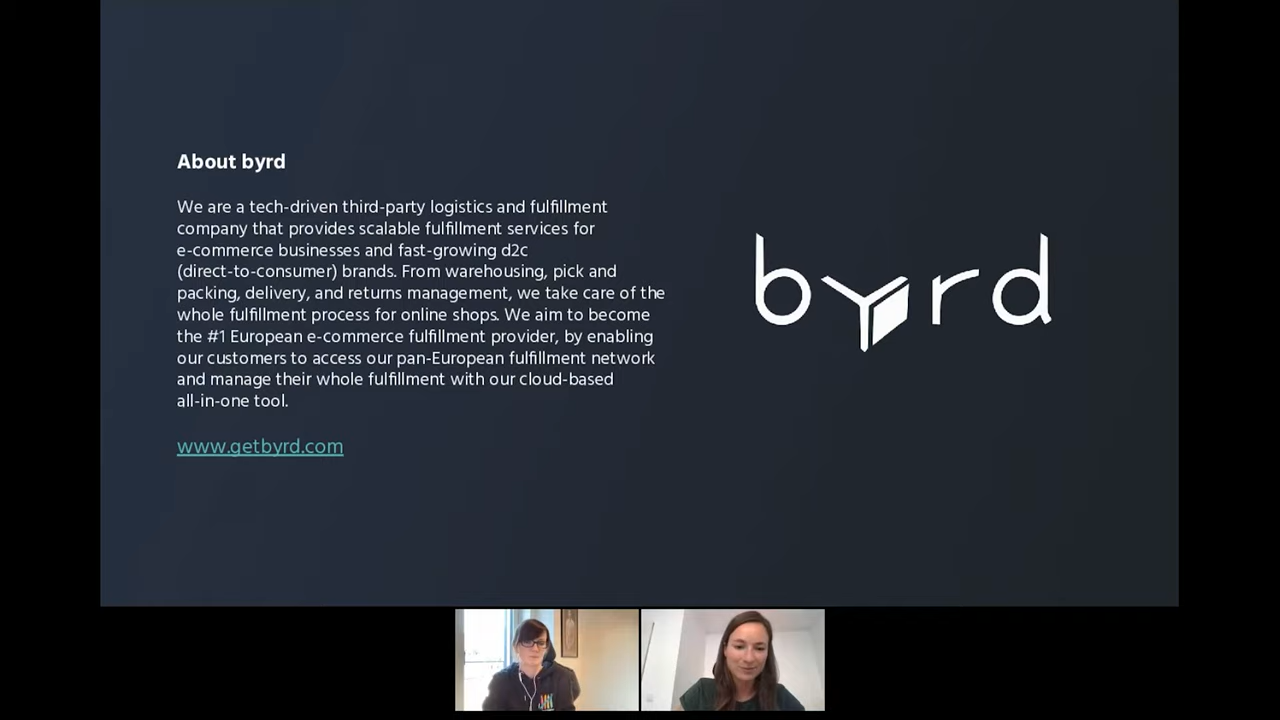 About byrd
We are a tech-driven third-party logistics and fulfillment
company that provides scalable fulfillment services for
e-commerce businesses and fast-growing d2c
(direct-to-consumer) brands. From warehousing, pick and
packing, delivery, and returns management, we take care of the
whole fulfillment process for online shops. We aim to become
the #1 European e-commerce fulfillment provider, by enabling
our customers to access our pan-European fulfillment network
and manage their whole fulfillment with our cloud-based
all-in-one tool.
www.getbyrd.com
byrd